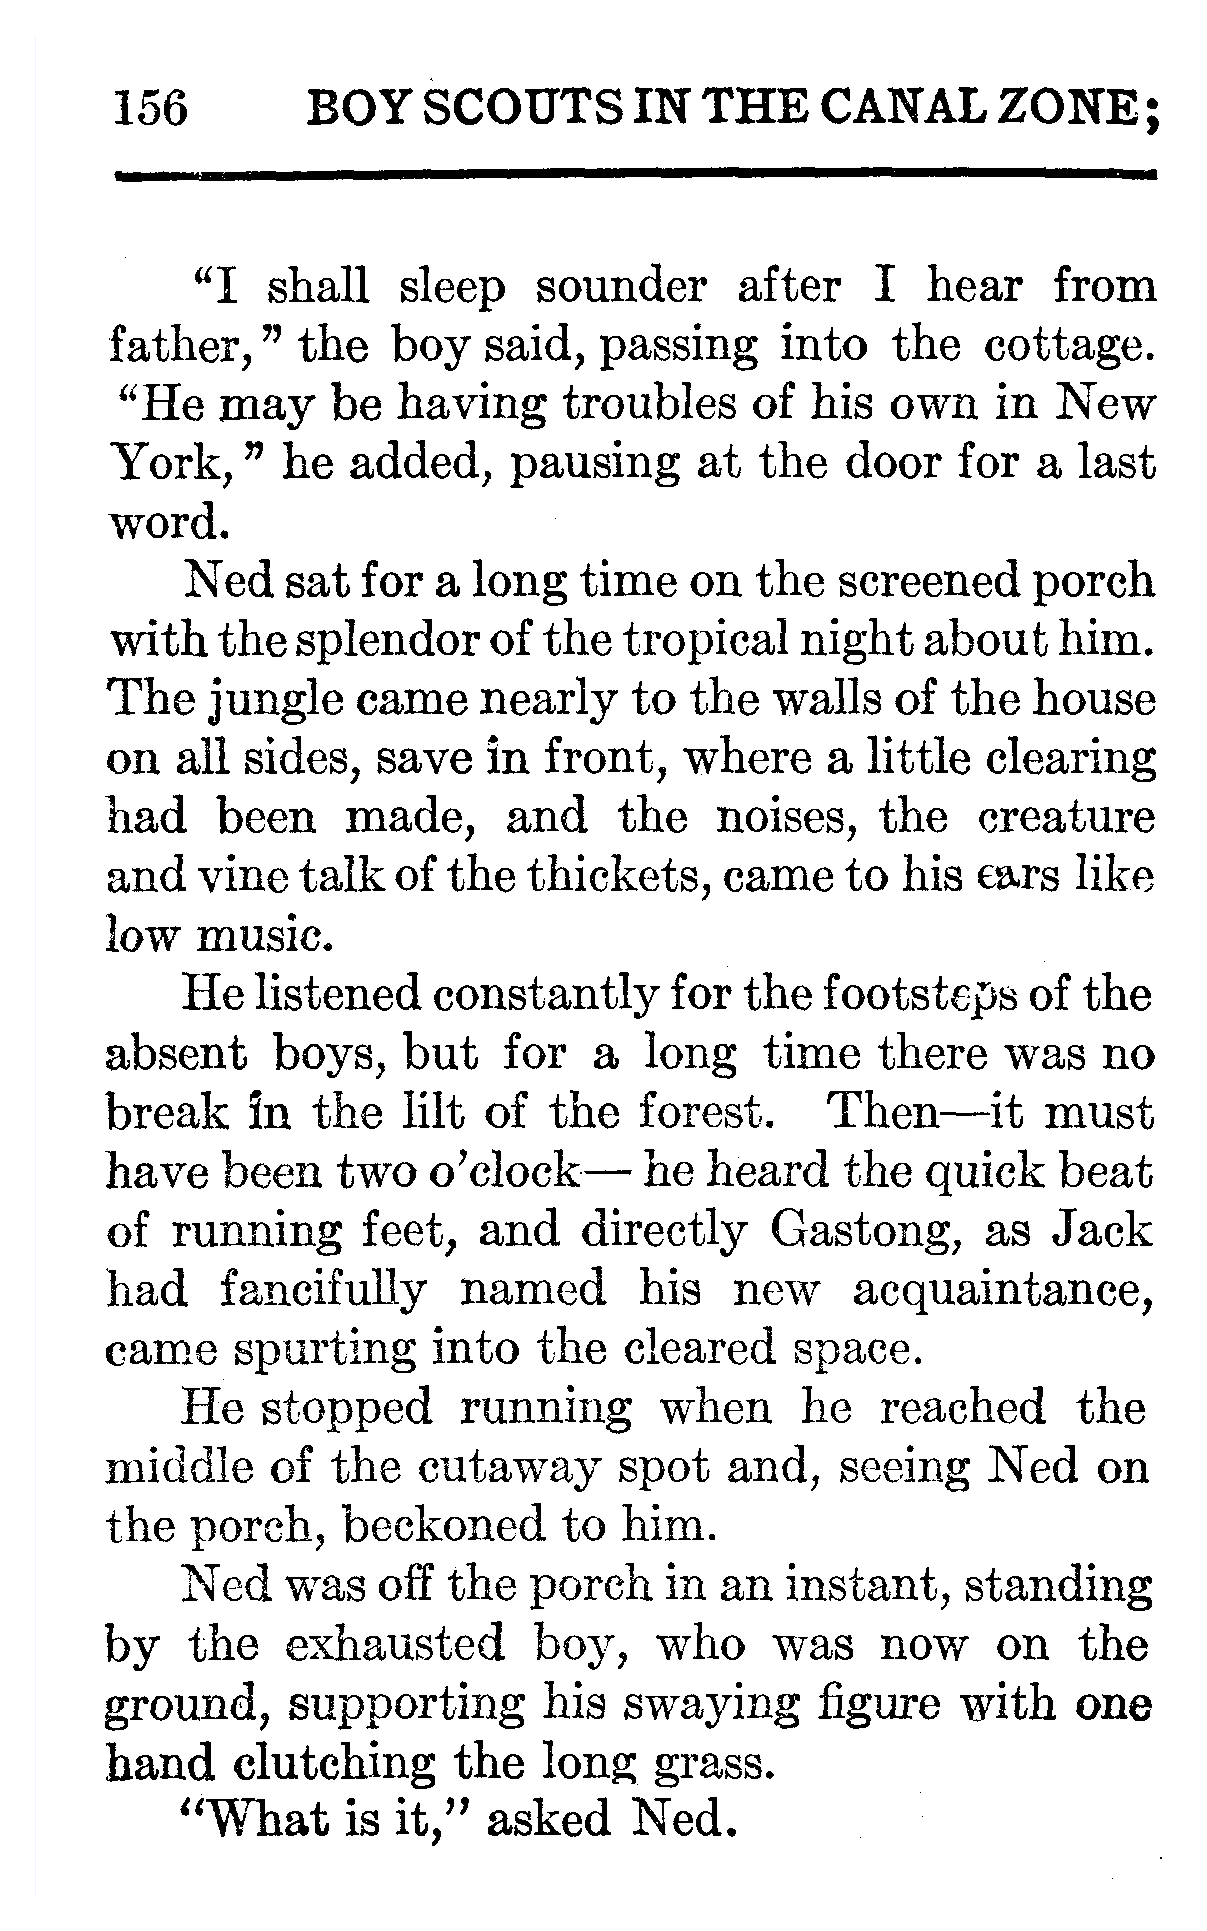 156 BOY SCOUTS IN THE CANAL ZONE;
“I shall sleep sounder after I hear from
father,” the boy said, passing into the cottage.
“He may be having troubles of his own in New
York,” he added, pausing at the door for a last
word.
Ned sat for a long time on the screened porch
with the splendor of the tropical night about him.
The jungle came nearly to the walls of the house
on all sides, save in front, where a little clearing
had been made, and the noises, the creature
and vine talk of the thickets, came to his ears like
low music.
He listened constantly for the footsteps of the
absent boys, but for a long time there was no
break in the lilt of the forest. Then—it must
have been two o’clock— he heard the quick beat
of running feet, and directly Gastong, as Jack
had fancifully named his new acquaintance,
came spurting into the cleared space.
He stopped running when he reached the
middle of the cutaway spot and, seeing Ned on
the porch, beckoned to him.
Ned was off the porch in an instant, standing
by the exhausted boy, who was now on the
ground, supporting his swaying figure with one
hand clutching the long grass.
“What is it,” asked Ned.